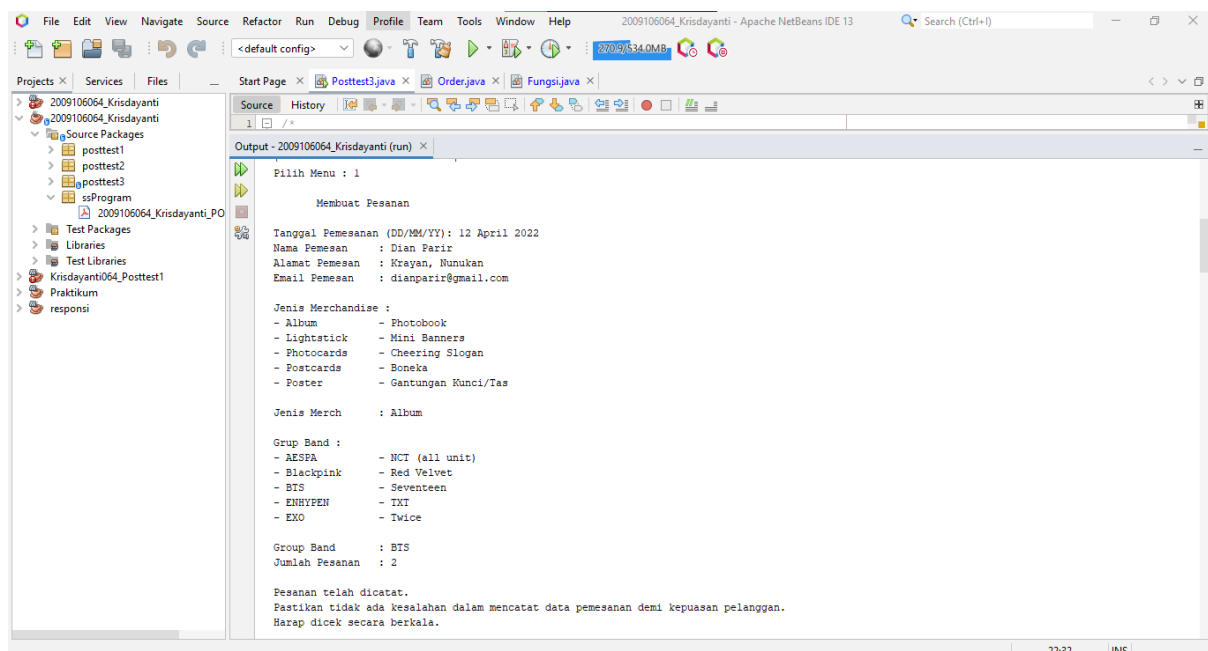 File Edit View Navigate Source Refactor Run Debug Profile Team Tools Window Help 2009106064_Krisdayanti - Apache NetBeans IDE 13 Search (Ctrl+I)
<default config> 270.9/534.0MB
Projects Services Files Start Page Posttest3.java Order.java Fungsi.java
2009106064_Krisdayanti
2009106064_Krisdayanti
Source Packages
posttest1
posttest2
posttest3
ssProgram
2009106064_Krisdayanti_PO
Test Packages
Libraries
Test Libraries
Krisdayanti064_Posttest1
Praktikum
responsi
Source History
1 /*
Output - 2009106064_Krisdayanti (run)
Pilih Menu : 1
Membuat Pesanan
Tanggal Pemesanan (DD/MM/YY): 12 April 2022
Nama Pemesan : Dian Parir
Alamat Pemesan : Krayan, Nunukan
Email Pemesan : dianparir@gmail.com
Jenis Merchandise :
- Album - Photobook
- Lightstick - Mini Banners
- Photocards - Cheering Slogan
- Postcards - Boneka
- Poster - Gantungan Kunci/Tas
Jenis Merch : Album
Grup Band :
- AESPA - NCT (all unit)
- Blackpink - Red Velvet
- BTS - Seventeen
- ENHYPEN - TXT
- EXO - Twice
Group Band : BTS
Jumlah Pesanan : 2
Pesanan telah dicatat.
Pastikan tidak ada kesalahan dalam mencatat data pemesanan demi kepuasan pelanggan.
Harap dicek secara berkala.